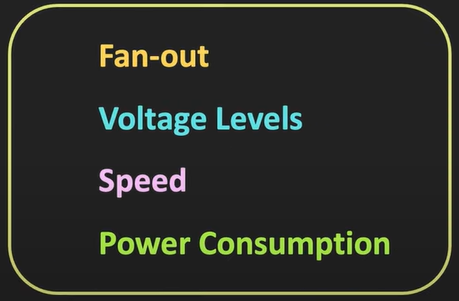 Fan-out
Voltage Levels
Speed
Power Consumption